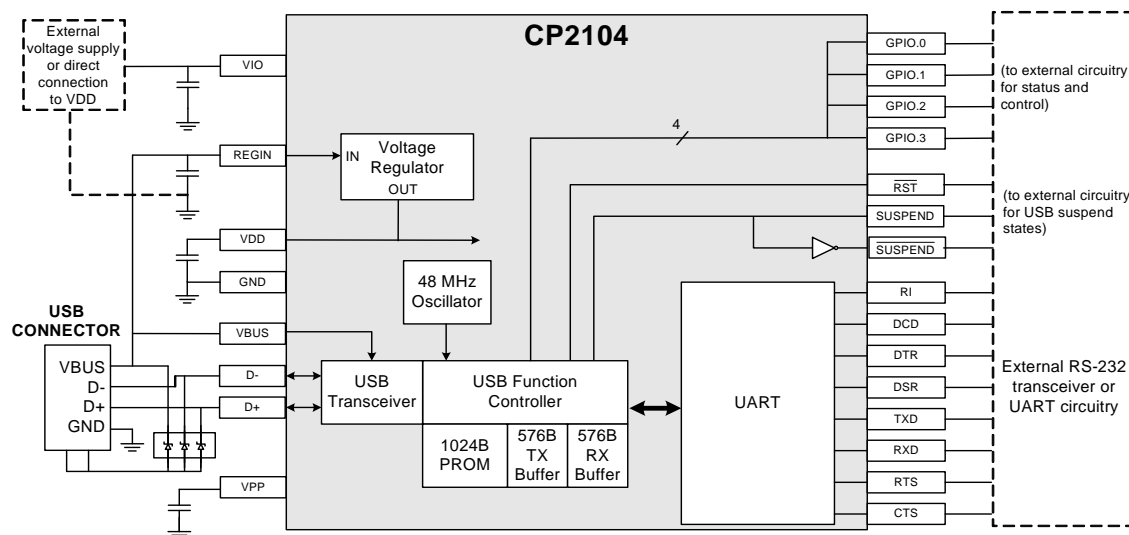 CP2104
External
voltage supply
or direct
connection
to VDD
VIO
REGIN
VDD
GND
VBUS
D-
D+
VPP
USB
CONNECTOR
VBUS
D-
D+
GND
IN
Voltage
Regulator
OUT
48 MHz
Oscillator
USB
Transceiver
USB Function
Controller
1024B
PROM
576B
TX
Buffer
576B
RX
Buffer
UART
4
GPIO.0
GPIO.1
GPIO.2
GPIO.3
RST
SUSPEND
SUSPEND
RI
DCD
DTR
DSR
TXD
RXD
RTS
CTS
(to external circuitry
for status and
control)
(to external circuitry
for USB suspend
states)
External RS-232
transceiver or
UART circuitry